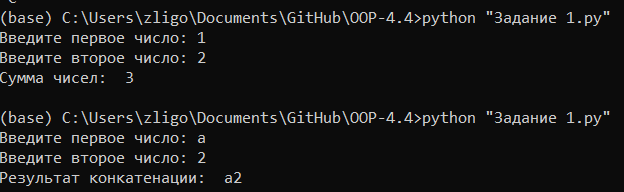 (base) C:\Users\zligo\Documents\GitHub\OOP-4.4>python "Задание 1.py"
Введите первое число: 1
Введите второе число: 2
Сумма чисел:  3
(base) C:\Users\zligo\Documents\GitHub\OOP-4.4>python "Задание 1.py"
Введите первое число: a
Введите второе число: 2
Результат конкатенации:  a2